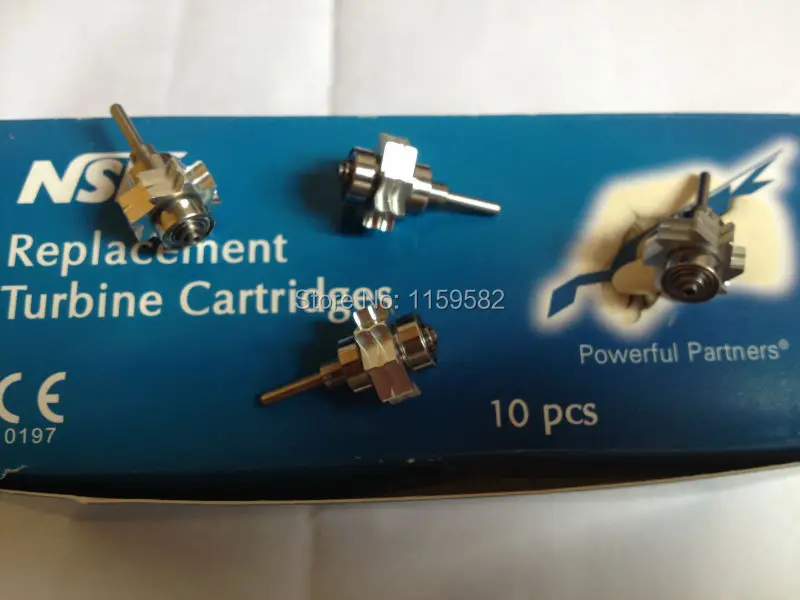 NSK
Replacement
Turbine Cartridges
Store No: 1159582
Powerful Partners®
10 pcs
CE
0197